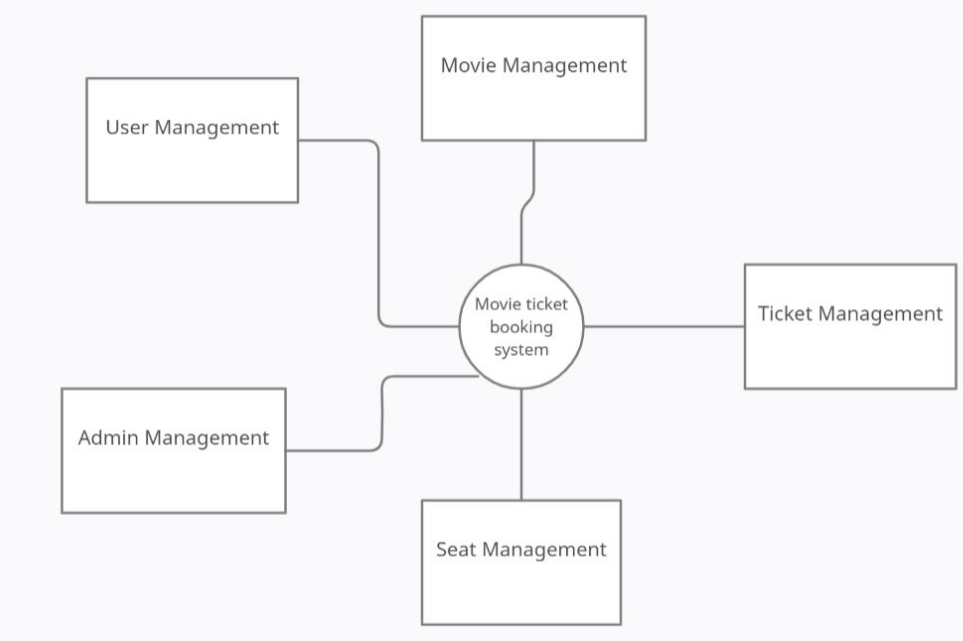 Movie Management
User Management
Movie ticket
booking
system
Ticket Management
Admin Management
Seat Management